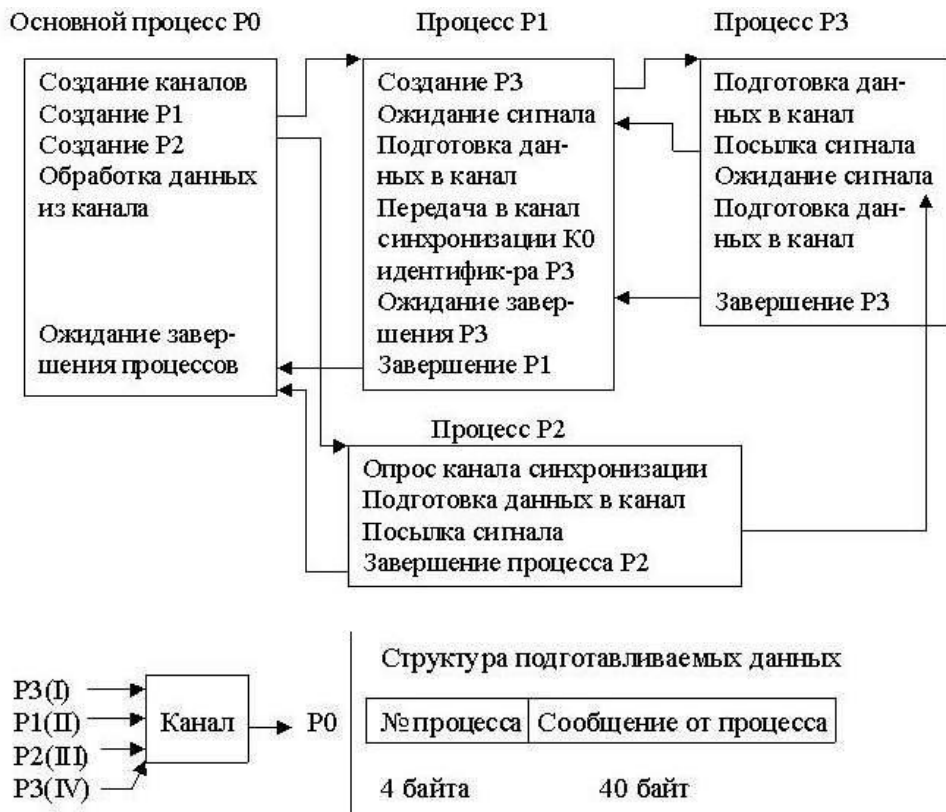 Основной процесс P0
Процесс P1
Процесс P3
Создание каналов
Создание P1
Создание P2
Обработка данных
из канала
Ожидание завер-
шения процессов
Создание P3
Ожидание сигнала
Подготовка дан-
ных в канал
Передача в канал
синхронизации К0
идентифик-ра P3
Ожидание завер-
шения P3
Завершение P1
Подготовка дан-
ных в канал
Посылка сигнала
Ожидание сигнала
Подготовка дан-
ных в канал
Завершение P3
Процесс P2
Опрос канала синхронизации
Подготовка данных в канал
Посылка сигнала
Завершение процесса P2
P3(I)
P1(II)
P2(III)
P3(IV)
Канал
P0
Структура подготавливаемых данных
№ процесса
Сообщение от процесса
4 байта
40 байт